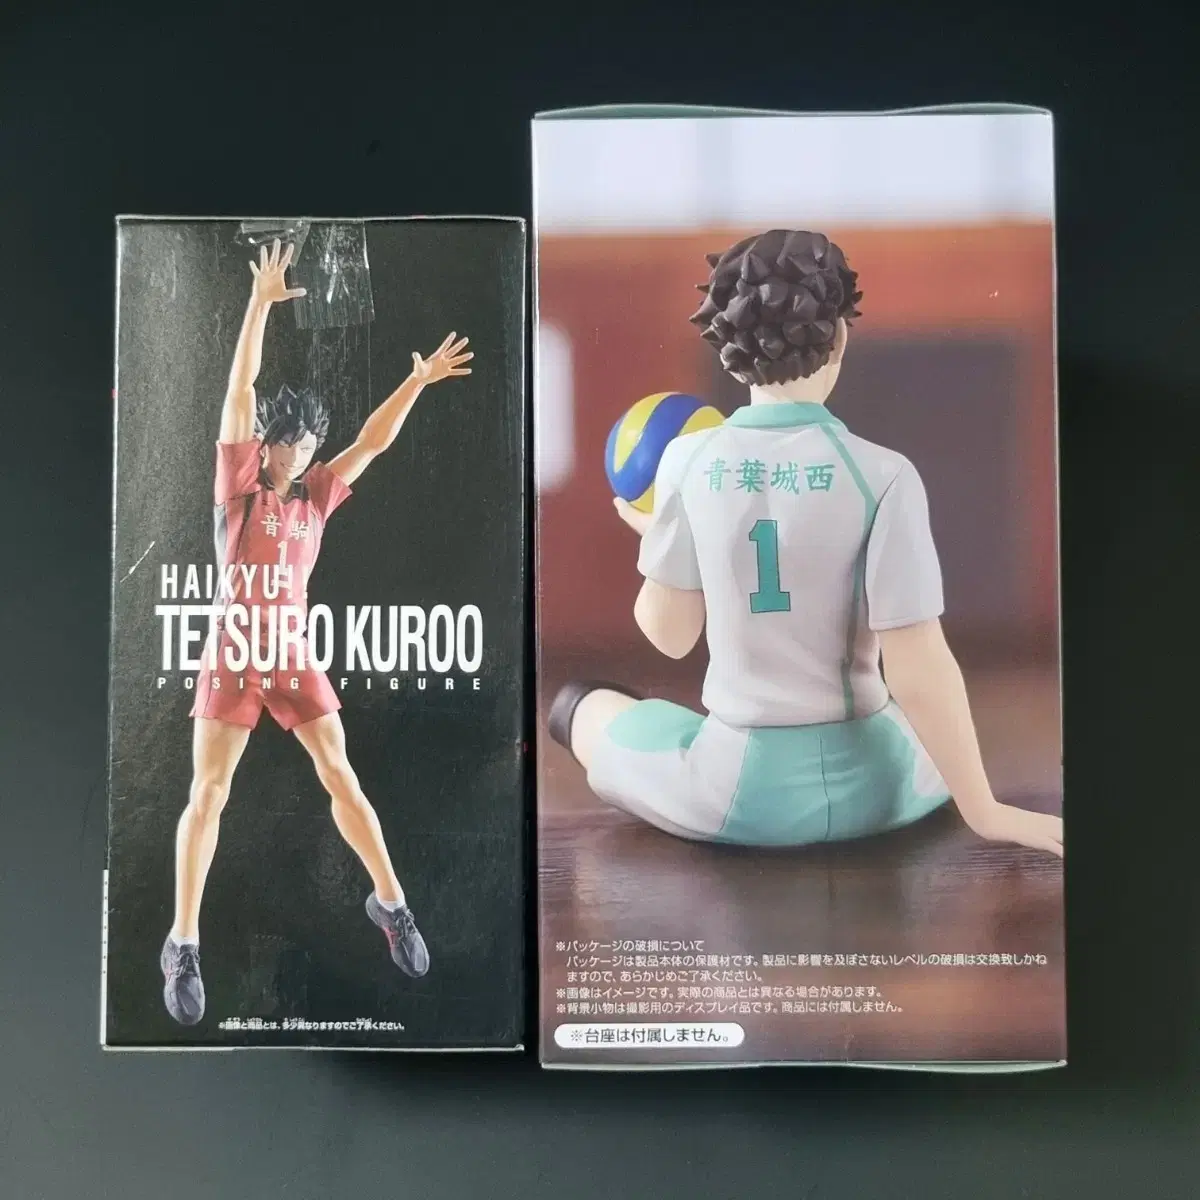 音駒
1
HAIKYU!!
TETSURO KUROO
POSING FIGURE
※画像と商品とは、多少異なりますのでご了承ください。
青葉城西
1
※パッケージの破損について
パッケージは製品本体の保護材です。製品に影響を及ぼさないレベルの破損は交換致しかね
ますので、あらかじめご了承ください。
※画像はイメージです。実際の商品とは異なる場合があります。
※背景小物は撮影用のディスプレイ品です。商品には付属しません。
※台座は付属しません。